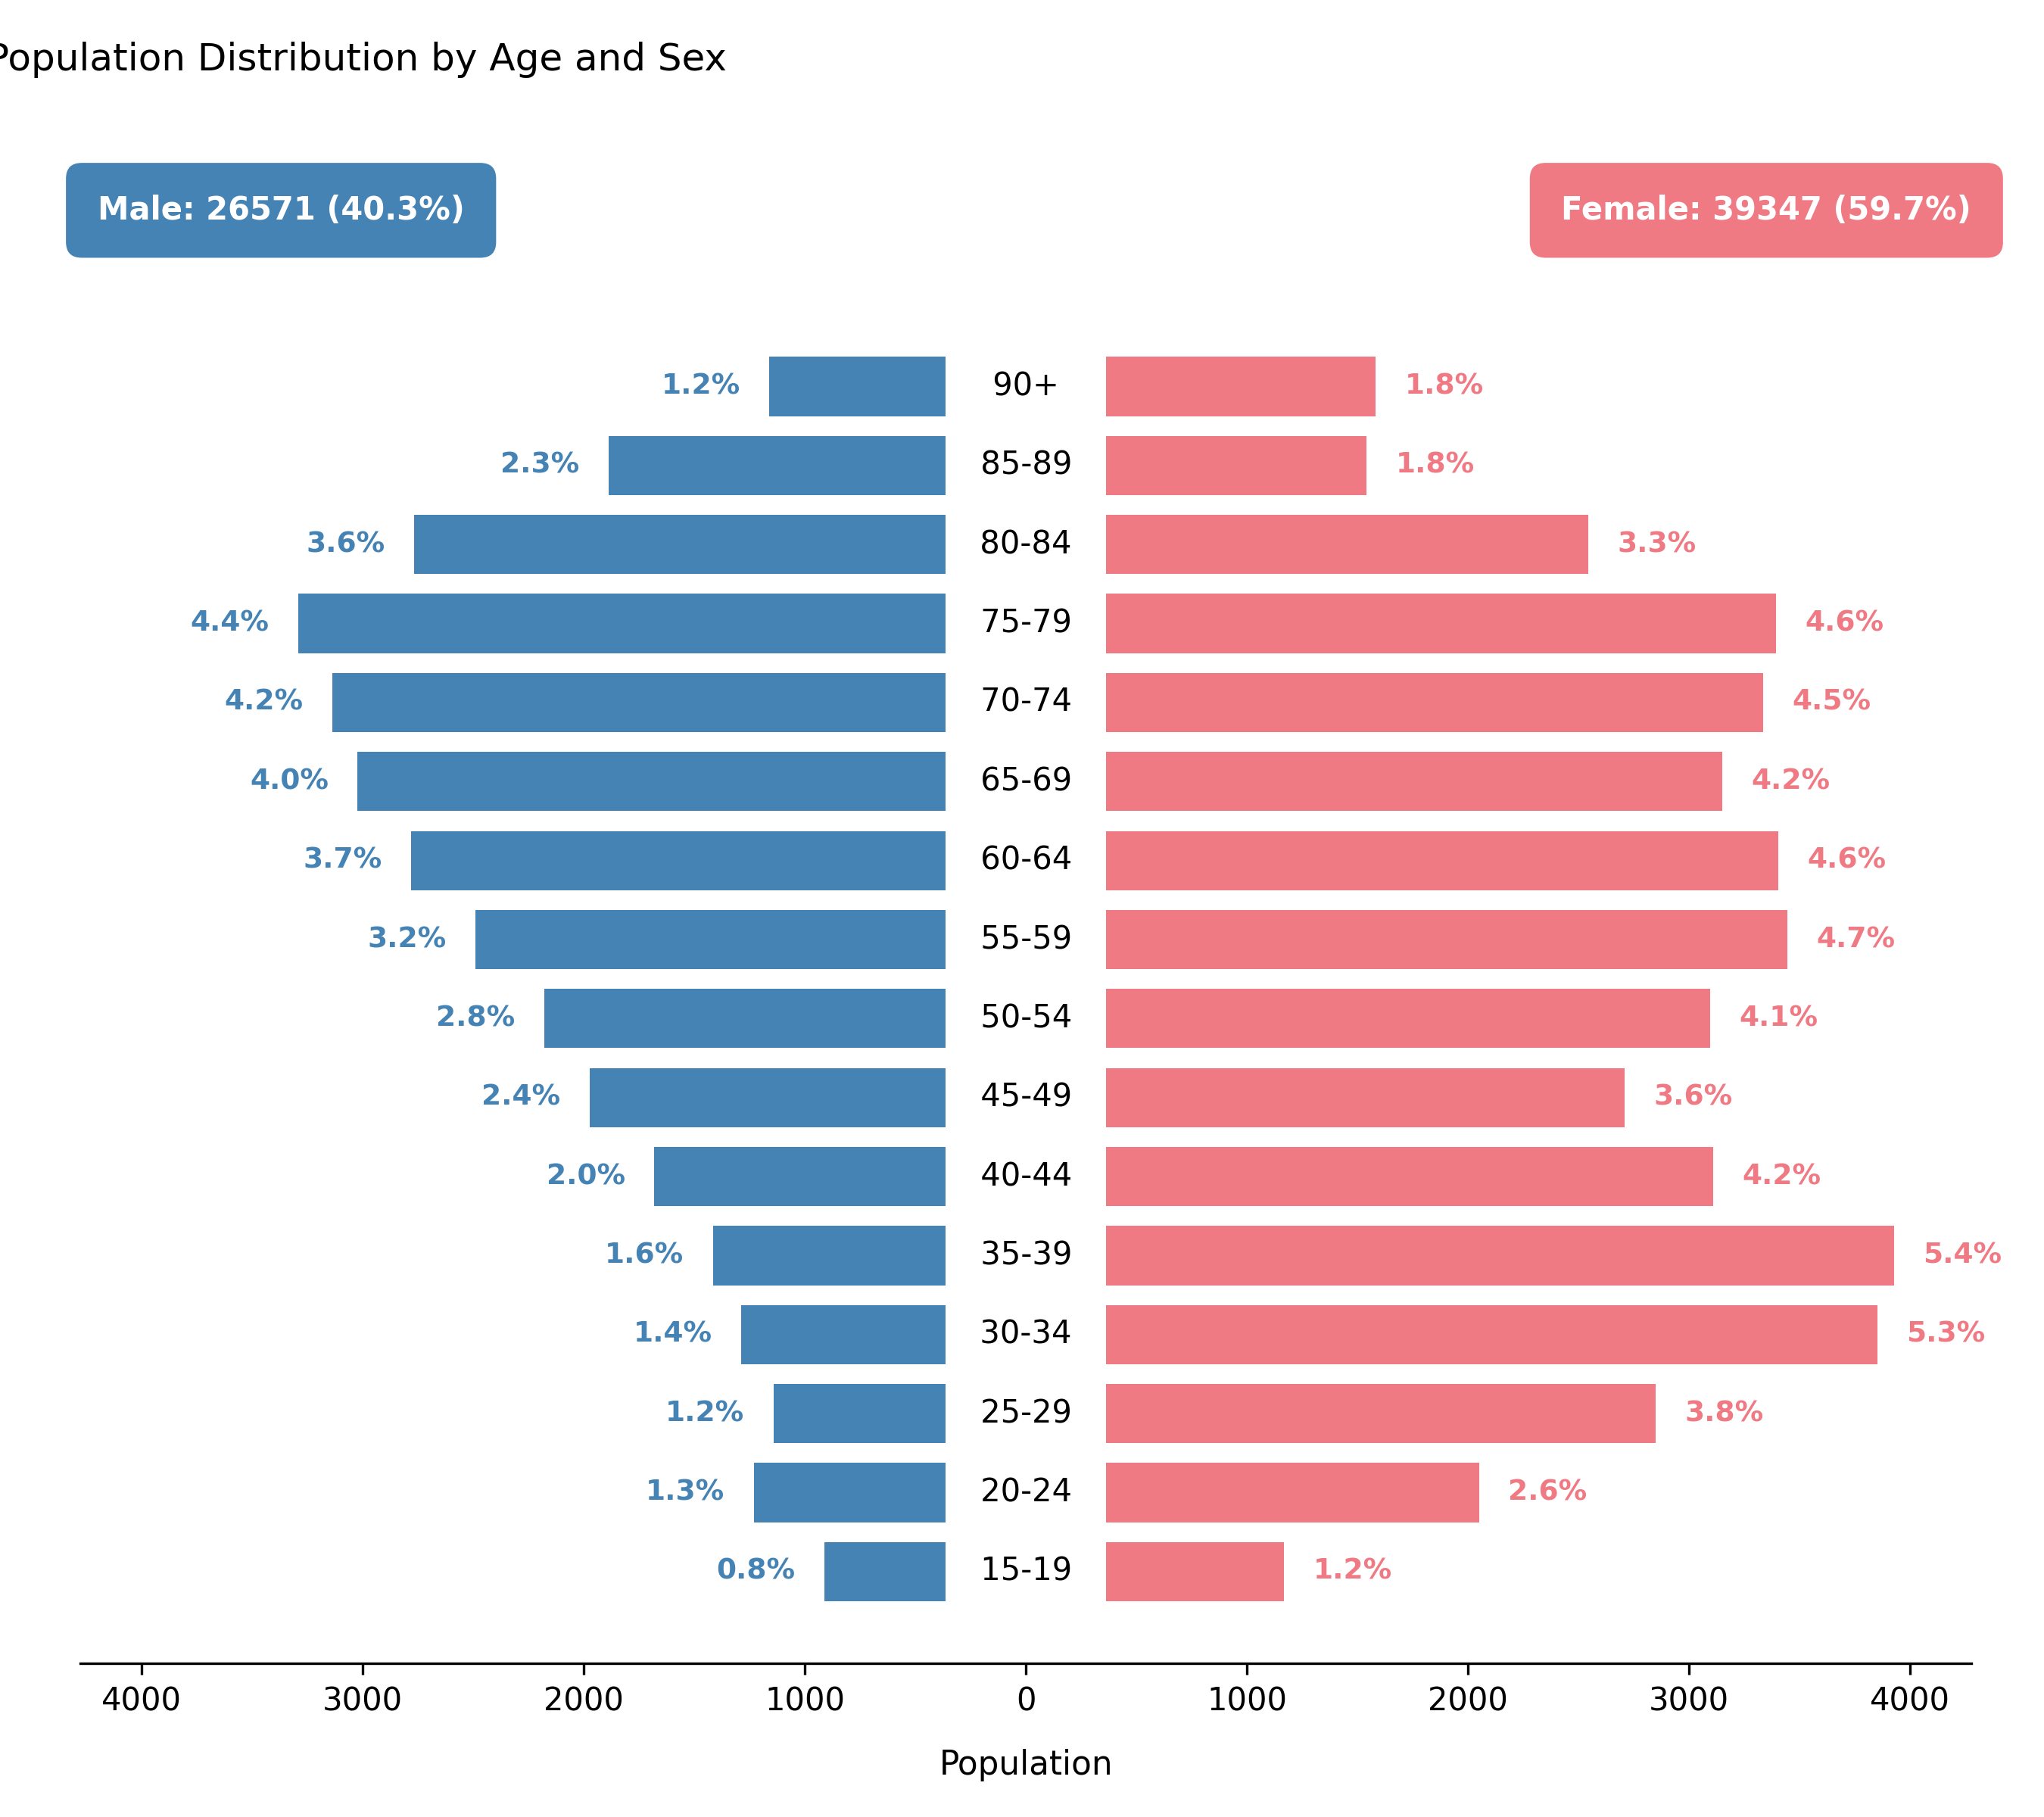 Population Distribution by Age and Sex
Male: 26571 (40.3%)
Female: 39347 (59.7%)
1.2% 90+ 1.8%
2.3% 85-89 1.8%
3.6% 80-84 3.3%
4.4% 75-79 4.6%
4.2% 70-74 4.5%
4.0% 65-69 4.2%
3.7% 60-64 4.6%
3.2% 55-59 4.7%
2.8% 50-54 4.1%
2.4% 45-49 3.6%
2.0% 40-44 4.2%
1.6% 35-39 5.4%
1.4% 30-34 5.3%
1.2% 25-29 3.8%
1.3% 20-24 2.6%
0.8% 15-19 1.2%
4000 3000 2000 1000 0 1000 2000 3000 4000
Population